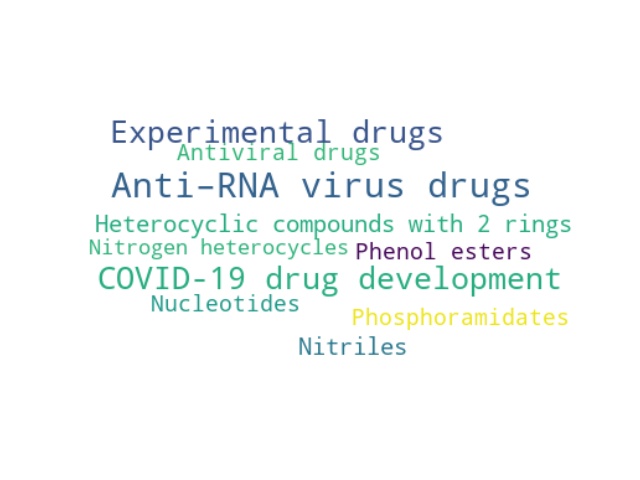 Experimental drugs
Antiviral drugs
Anti–RNA virus drugs
Heterocyclic compounds with 2 rings
Nitrogen heterocycles
Phenol esters
COVID-19 drug development
Nucleotides
Phosphoramidates
Nitriles